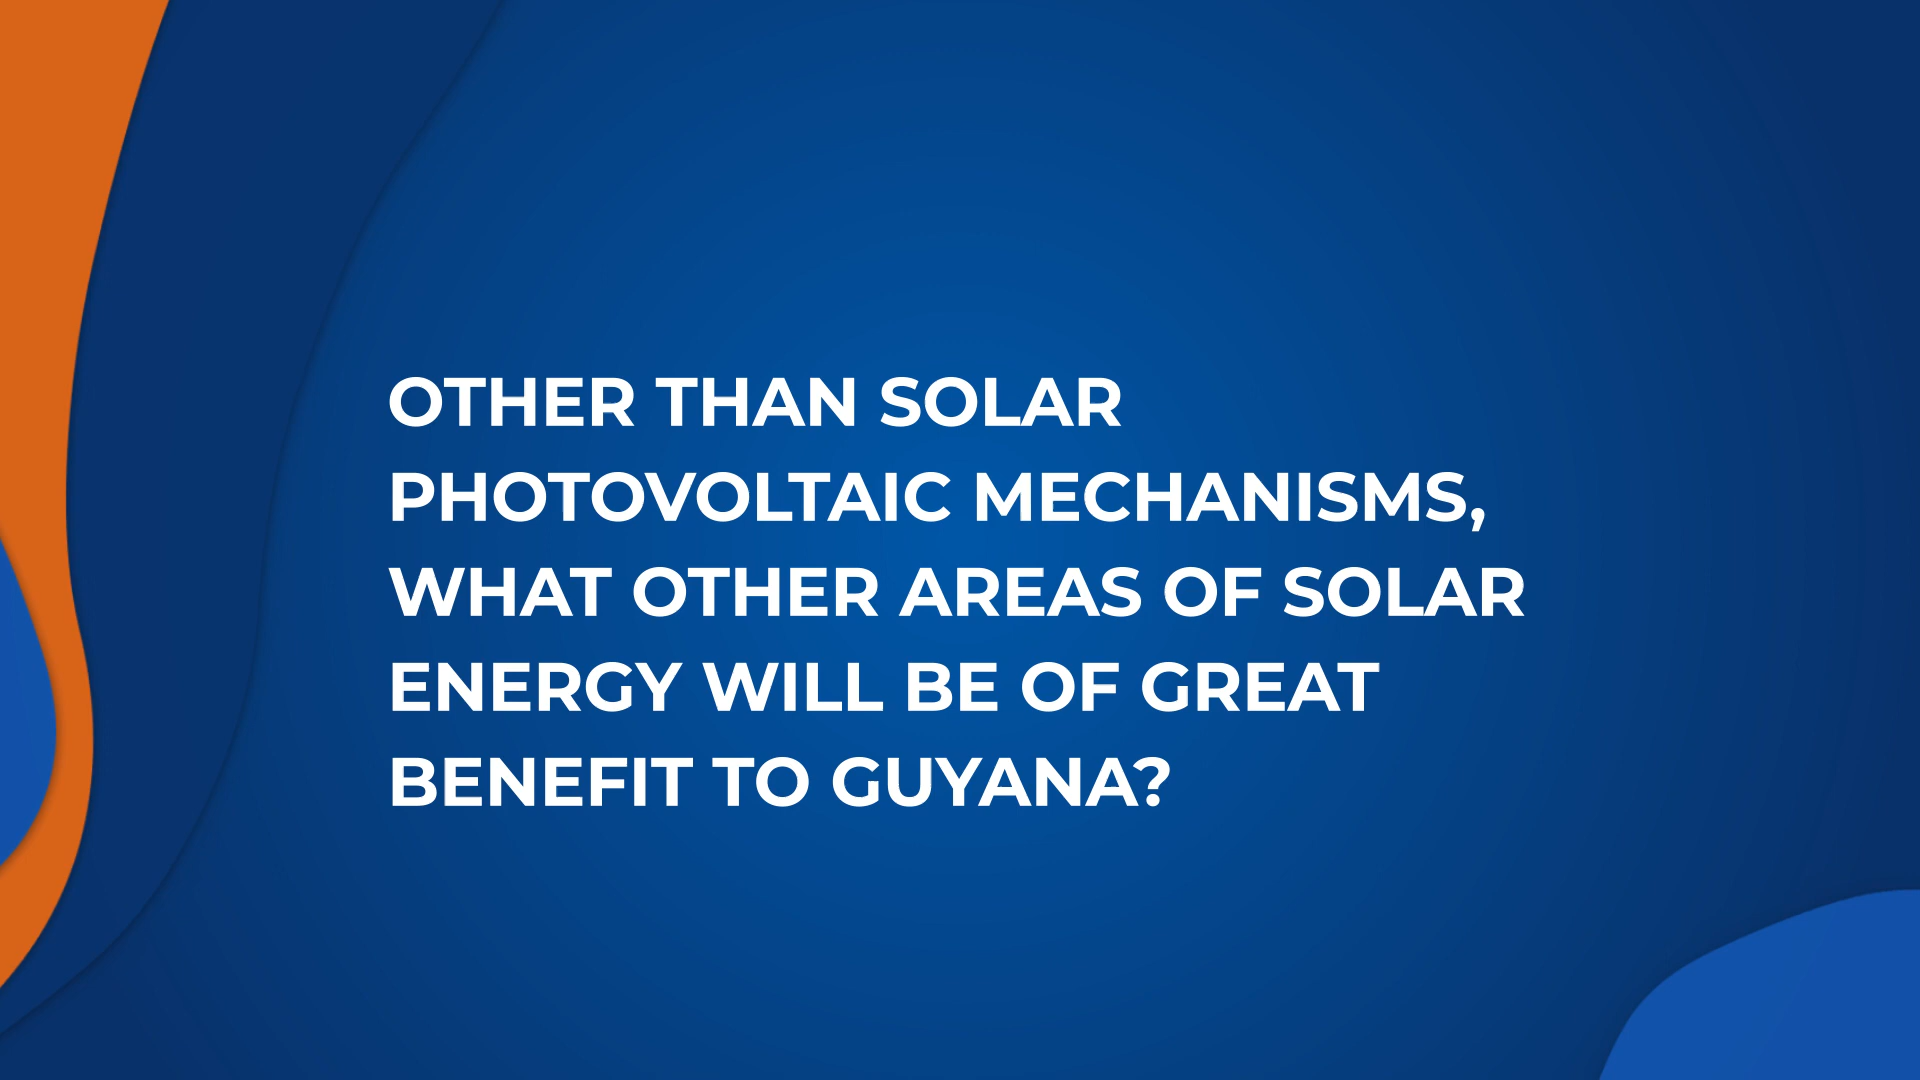 OTHER THAN SOLAR
PHOTOVOLTAIC MECHANISMS,
WHAT OTHER AREAS OF SOLAR
ENERGY WILL BE OF GREAT
BENEFIT TO GUYANA?